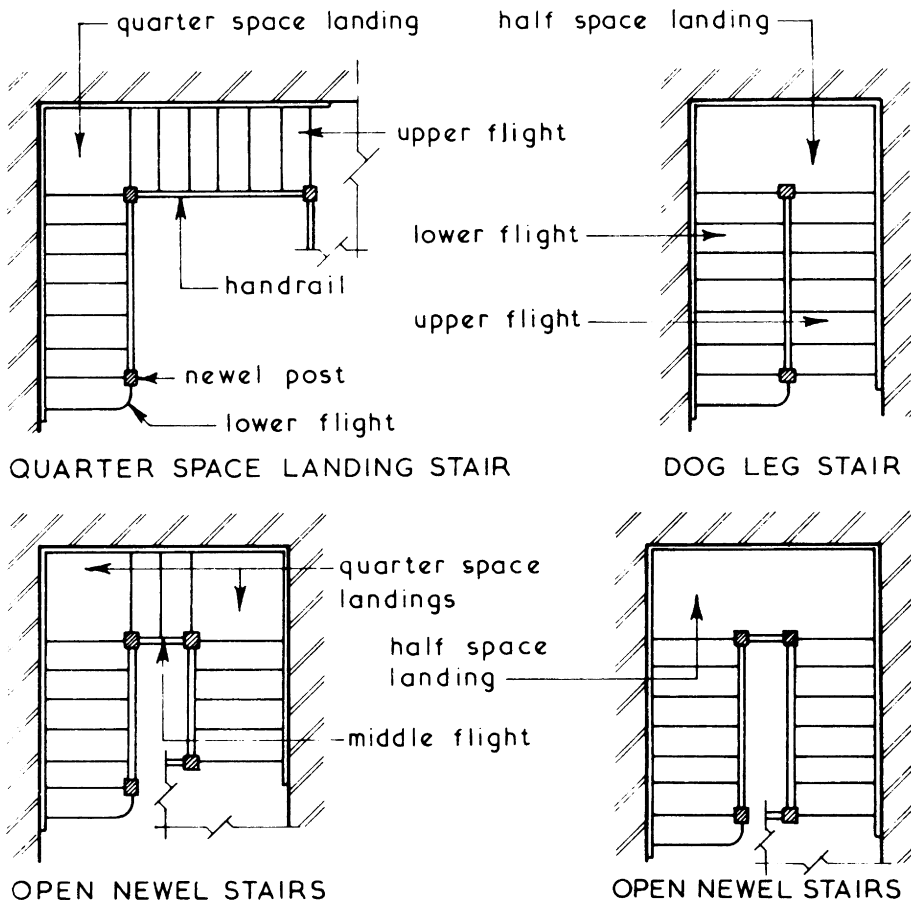 quarter space landing
half space landing
upper flight
lower flight
handrail
upper flight
newel post
lower flight
QUARTER SPACE LANDING STAIR
DOG LEG STAIR
quarter space
landings
half space
landing
middle flight
OPEN NEWEL STAIRS
OPEN NEWEL STAIRS